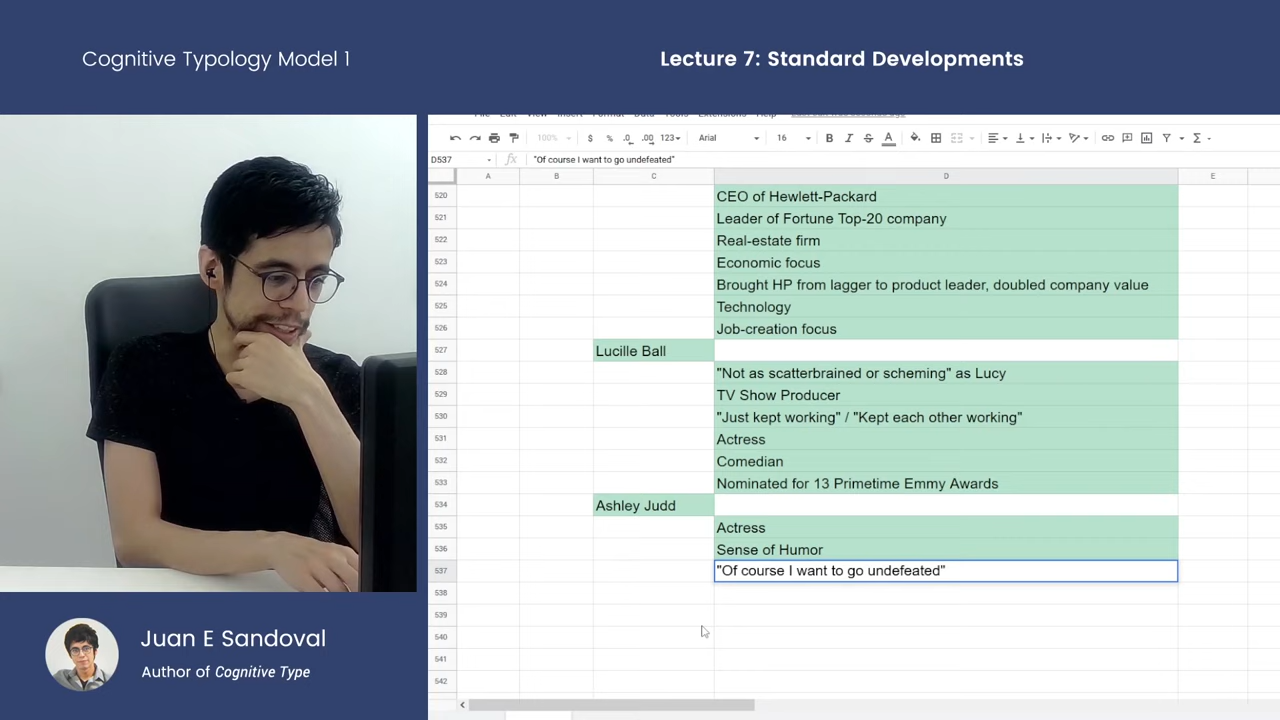 Cognitive Typology Model 1
Lecture 7: Standard Developments
100% $ % .0 .00 123 Arial 16 B I S A
D537 fx "Of course I want to go undefeated"
A B C D E
520 CEO of Hewlett-Packard
521 Leader of Fortune Top-20 company
522 Real-estate firm
523 Economic focus
524 Brought HP from lagger to product leader, doubled company value
525 Technology
526 Job-creation focus
527 Lucille Ball
528 "Not as scatterbrained or scheming" as Lucy
529 TV Show Producer
530 "Just kept working" / "Kept each other working"
531 Actress
532 Comedian
533 Nominated for 13 Primetime Emmy Awards
534 Ashley Judd
535 Actress
536 Sense of Humor
537 "Of course I want to go undefeated"
538
539
540
541
542
Juan E Sandoval
Author of Cognitive Type